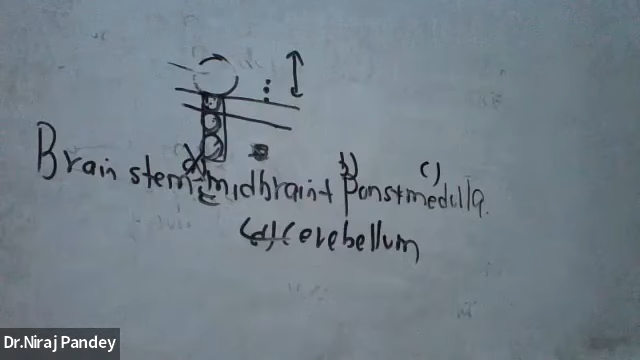 b) c)
Brain stem-midbrain+Pons+medulla.
(d)Cerebellum
Dr.Niraj Pandey